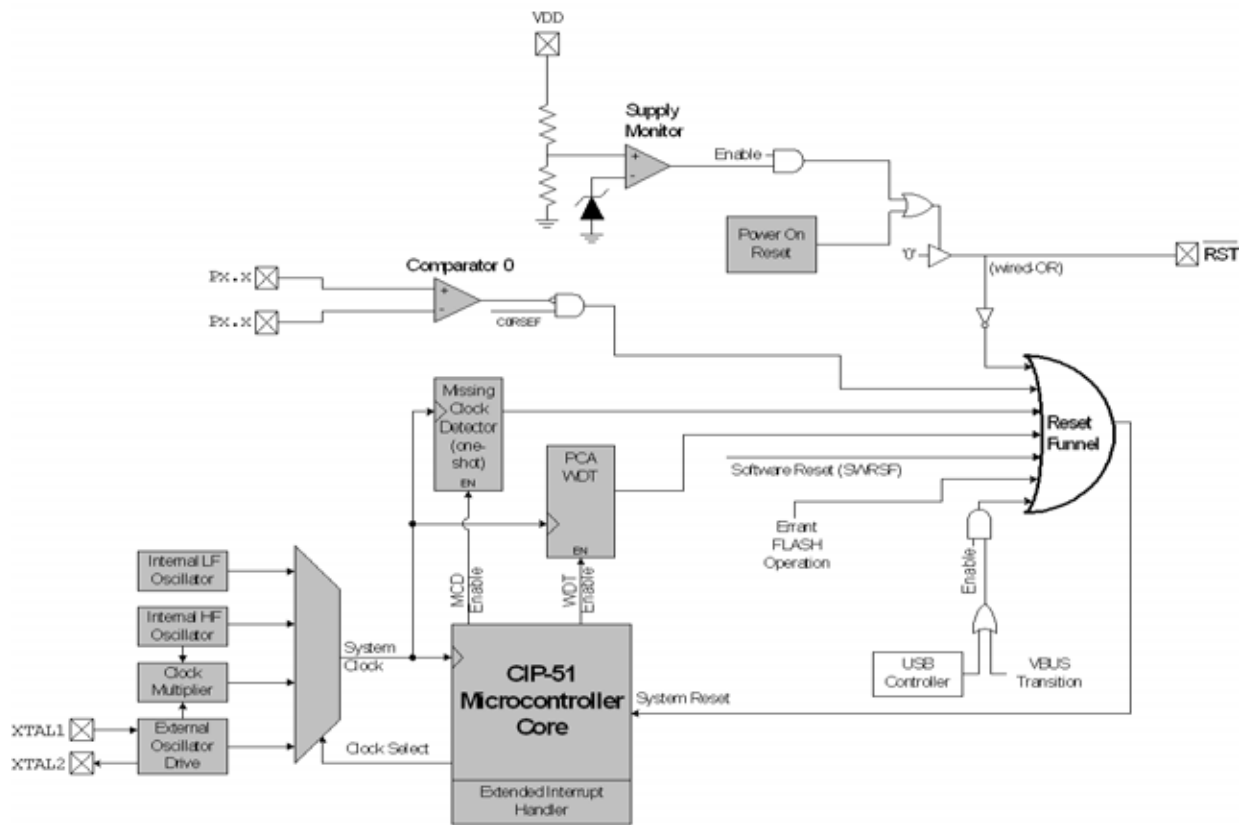 VDD
Supply
Monitor
+
-
Enable
Power On
Reset
'0'
(wired-OR)
RST
Px.x
Px.x
Comparator 0
+
-
C0RSEF
Missing
Clock
Detector
(one-
shot)
EN
PCA
WDT
EN
Reset
Funnel
Software Reset (SWRSF)
Errant
FLASH
Operation
Enable
MCD
Enable
WDT
Enable
Internal LF
Oscillator
Internal HF
Oscillator
Clock
Multiplier
External
Oscillator
Drive
XTAL1
XTAL2
System
Clock
Clock Select
CIP-51
Microcontroller
Core
Extended Interrupt
Handler
System Reset
USB
Controller
VBUS
Transition